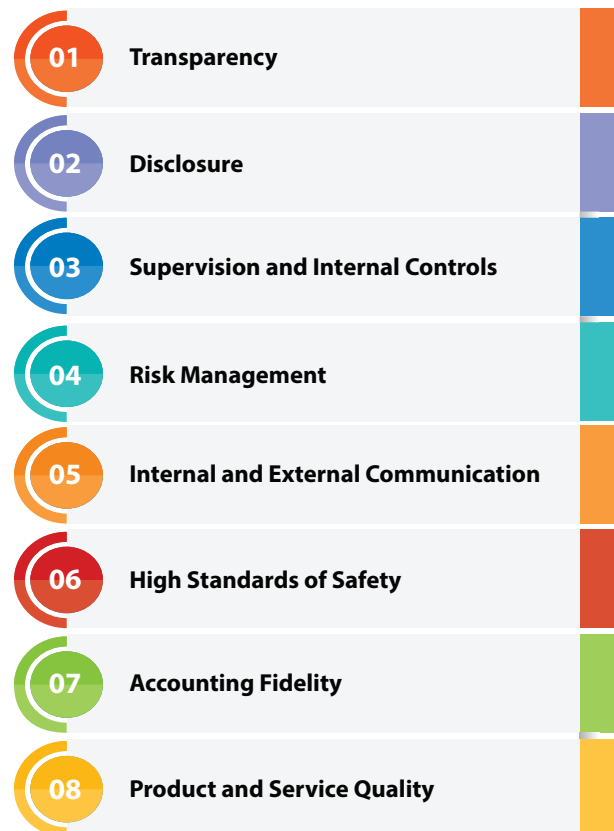 01 Transparency
02 Disclosure
03 Supervision and Internal Controls
04 Risk Management
05 Internal and External Communication
06 High Standards of Safety
07 Accounting Fidelity
08 Product and Service Quality